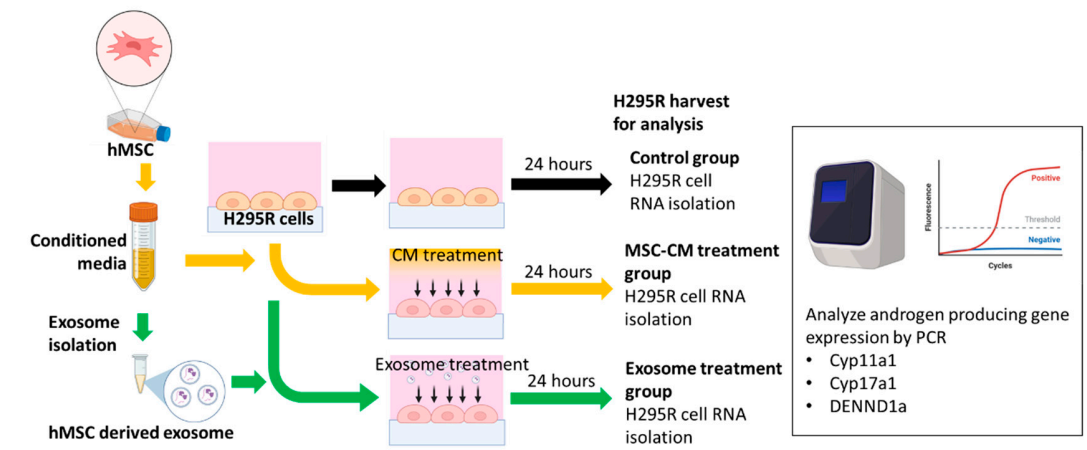 hMSC
Conditioned
media
Exosome
isolation
hMSC derived exosome
H295R cells
CM treatment
Exosome treatment
24 hours
24 hours
24 hours
H295R harvest
for analysis
Control group
H295R cell
RNA isolation
MSC-CM treatment
group
H295R cell RNA
isolation
Exosome treatment
group
H295R cell RNA
isolation
Fluorescence
Positive
Threshold
Negative
Cycles
Analyze androgen producing gene
expression by PCR
• Cyp11a1
• Cyp17a1
• DENND1a